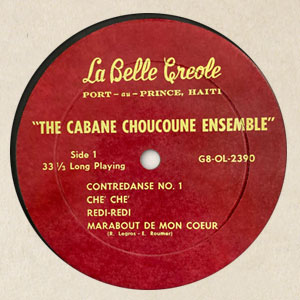 La Belle Creole
PORT - au - PRINCE, HAITI
"THE CABANE CHOUCOUNE ENSEMBLE"
Side 1
33 ⅓ Long Playing
G8-OL-2390
CONTREDANSE NO. 1
CHE' CHE'
REDI-REDI
MARABOUT DE MON COEUR
(R. Legros - E. Roumer)